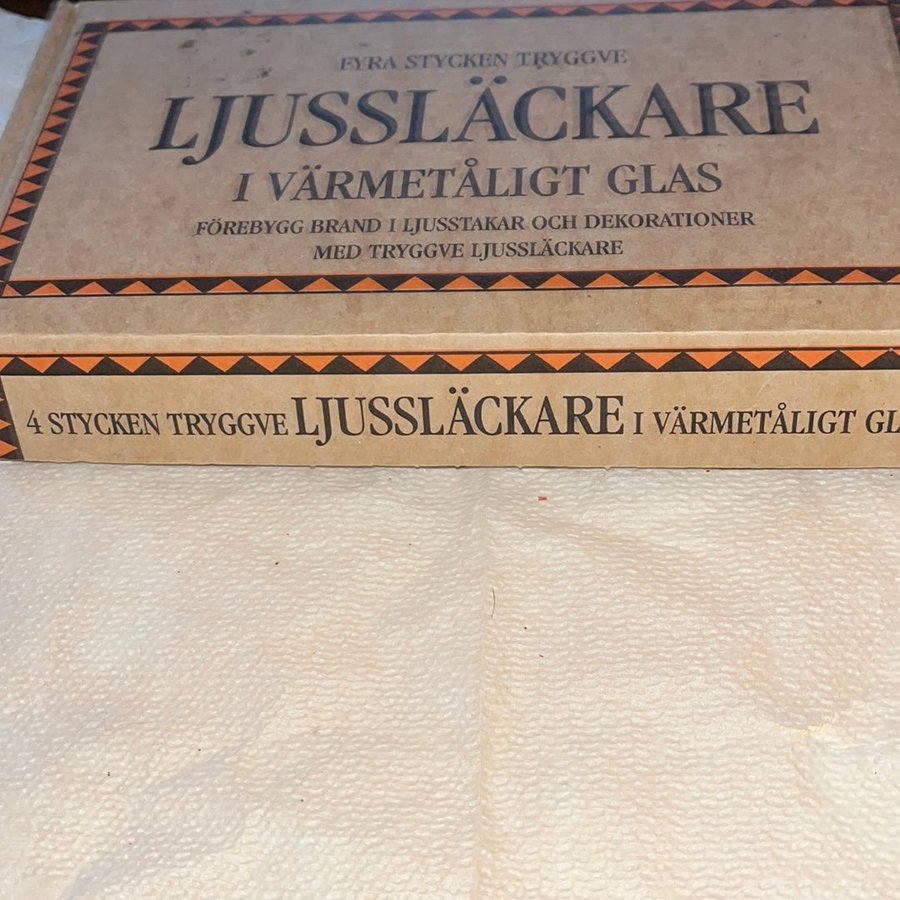 FYRA STYCKEN TRYGGVE
LJUSSLÄCKARE
I VÄRMETÅLIGT GLAS
FÖREBYGG BRAND I LJUSSTAKAR OCH DEKORATIONER
MED TRYGGVE LJUSSLÄCKARE
4 STYCKEN TRYGGVE LJUSSLÄCKARE I VÄRMETÅLIGT GL